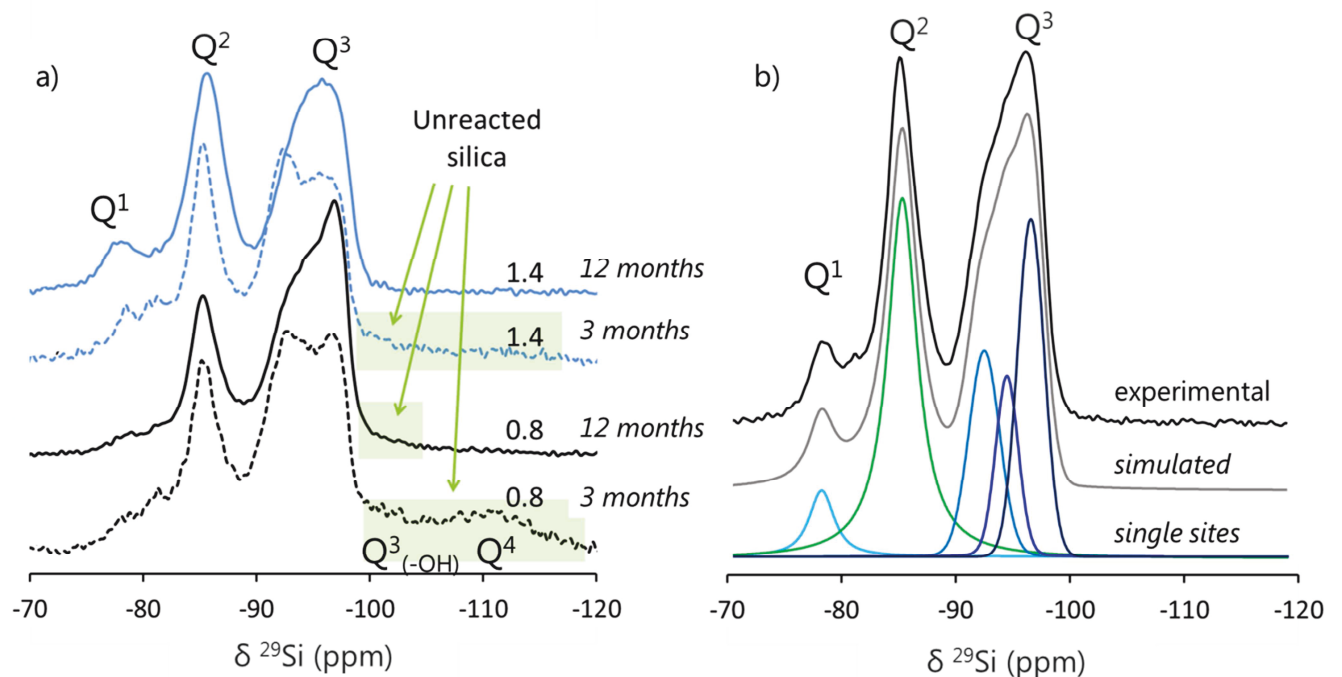 a)
Q¹
Q²
Q³
Unreacted
silica
1.4 12 months
1.4 3 months
0.8 12 months
0.8 3 months
Q³(-OH) Q⁴
-70 -80 -90 -100 -110 -120
δ ²⁹Si (ppm)
b)
Q¹
Q²
Q³
experimental
simulated
single sites
-70 -80 -90 -100 -110 -120
δ ²⁹Si (ppm)